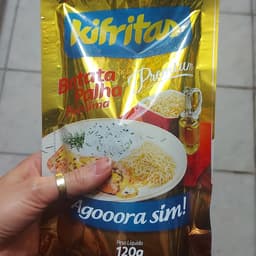 Kifritas
Premium
Batata
Palha
Agooora sim!
Peso Líquido
120g